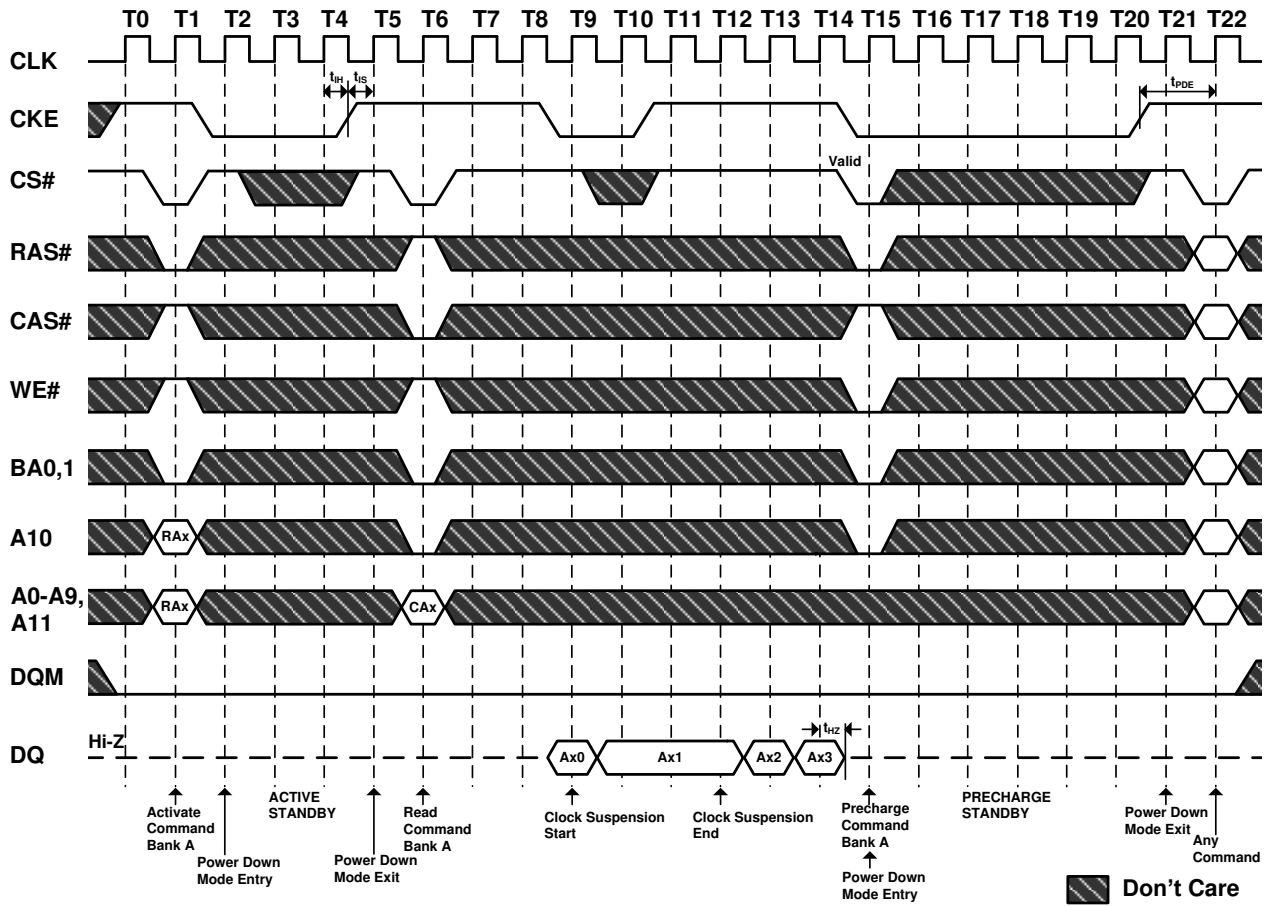 T0 T1 T2 T3 T4 T5 T6 T7 T8 T9 T10 T11 T12 T13 T14 T15 T16 T17 T18 T19 T20 T21 T22
CLK
tIH tIS
tPDE
CKE
Valid
CS#
RAS#
CAS#
WE#
BA0,1
A10
RAx
A0-A9,
A11
RAx
CAx
DQM
Hi-Z
tHZ
DQ
Ax0
Ax1
Ax2
Ax3
Activate
Command
Bank A
Power Down
Mode Entry
ACTIVE
STANDBY
Power Down
Mode Exit
Read
Command
Bank A
Clock Suspension
Start
Clock Suspension
End
Precharge
Command
Bank A
Power Down
Mode Entry
PRECHARGE
STANDBY
Power Down
Mode Exit
Any
Command
Don't Care